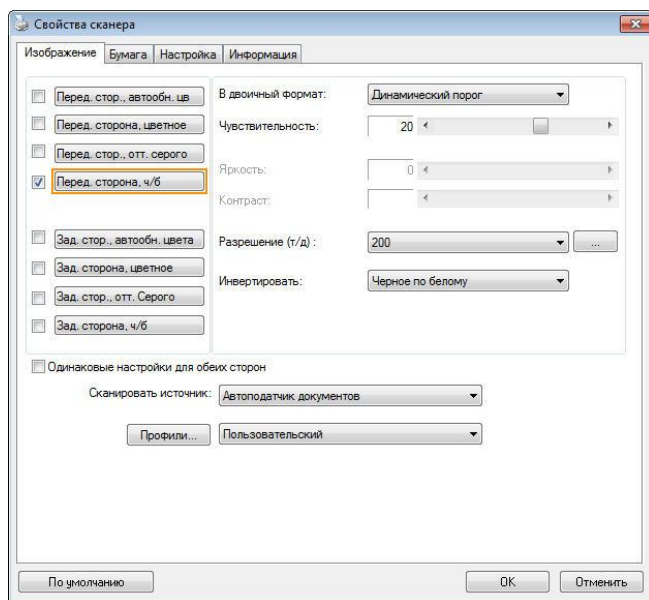 Свойства сканера
Изображение Бумага Настройка Информация
Перед. стор., автообн. цв В двоичный формат: Динамический порог
Перед. сторона, цветное Чувствительность: 20
Перед. стор., отт. серого
Перед. сторона, ч/б Яркость: 0
Контраст:
Зад. стор., автообн. цвета Разрешение (т/д) : 200 ...
Зад. сторона, цветное Инвертировать: Черное по белому
Зад. стор., отт. Серого
Зад. сторона, ч/б
Одинаковые настройки для обеих сторон
Сканировать источник: Автоподатчик документов
Профили... Пользовательский
По умолчанию OK Отменить